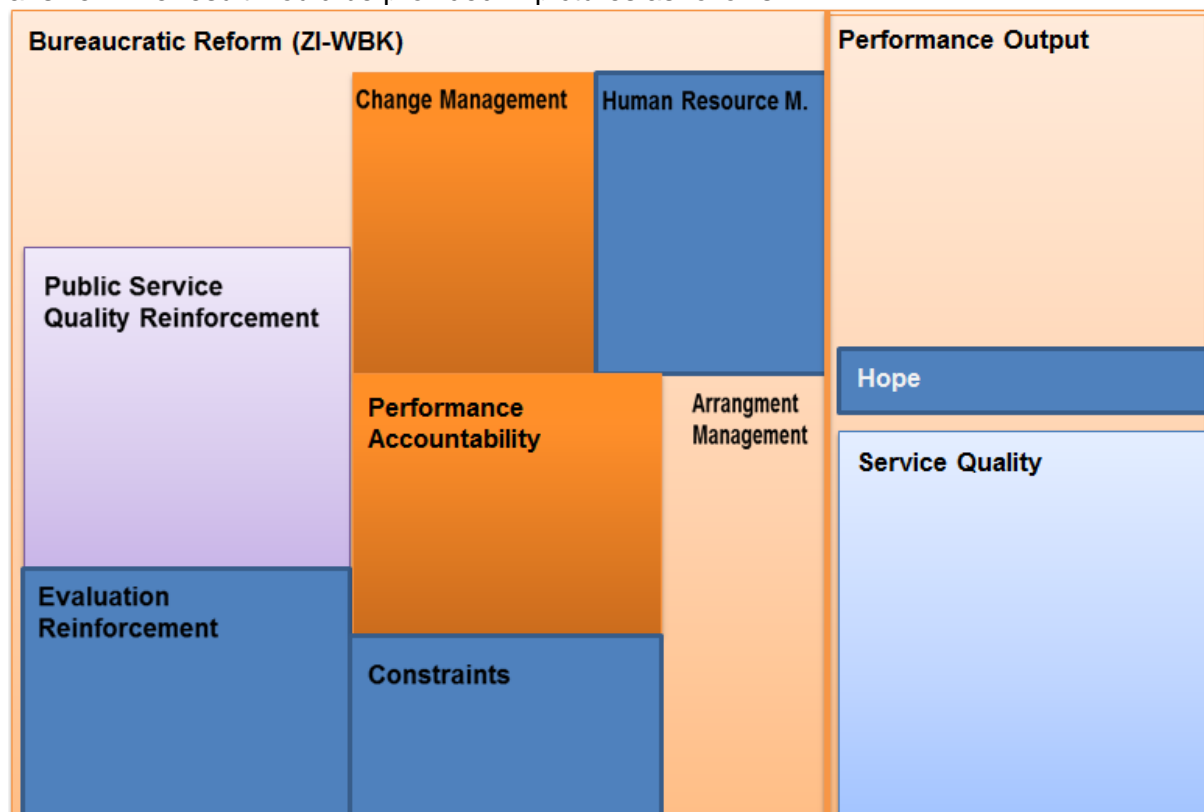 Bureaucratic Reform (ZI-WBK)
Change Management
Human Resource M.
Public Service
Quality Reinforcement
Performance
Accountability
Arrangment
Management
Evaluation
Reinforcement
Constraints
Performance Output
Hope
Service Quality